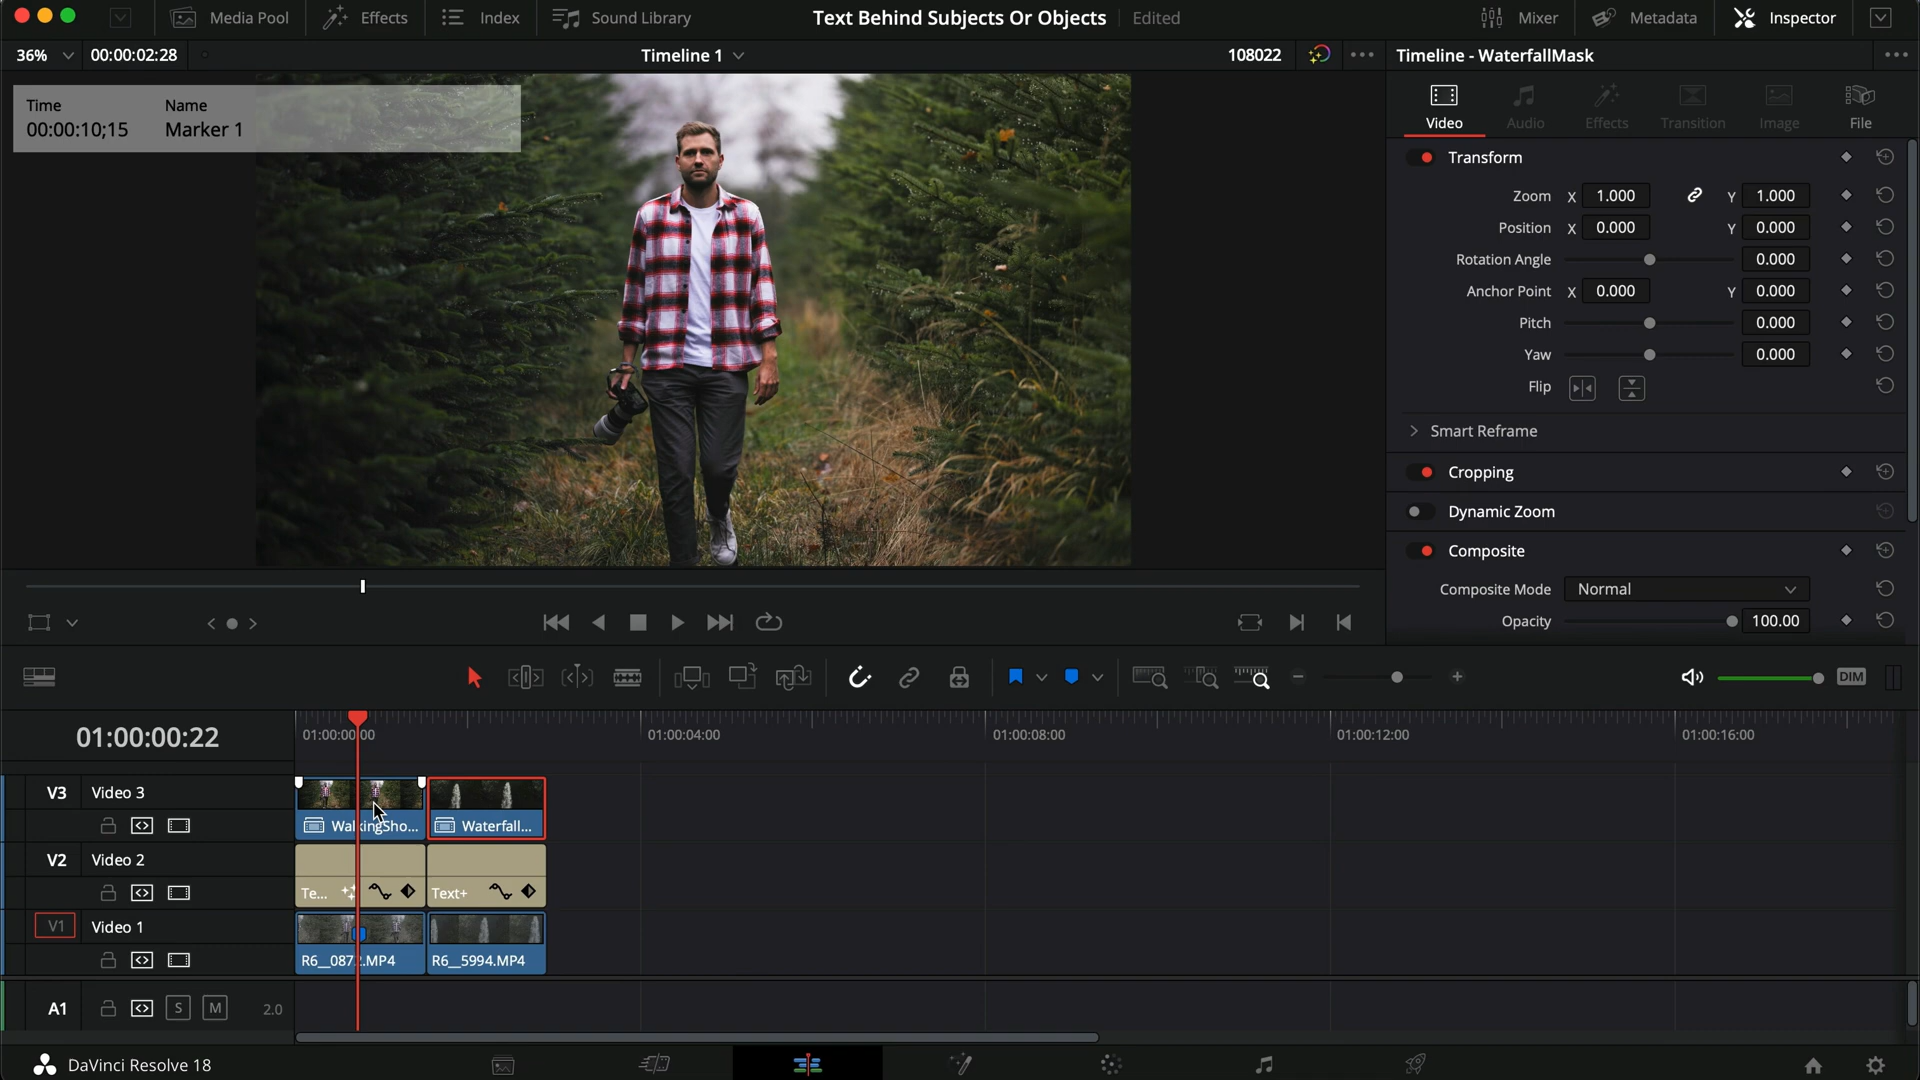 Media Pool
Effects
Index
Sound Library
Text Behind Subjects Or Objects
Edited
Mixer
Metadata
Inspector
36%
00:00:02:28
Timeline 1
108022
Timeline - WaterfallMask
Time
Name
00:00:10;15
Marker 1
Video
Audio
Effects
Transition
Image
File
Transform
Zoom X 1.000 Y 1.000
Position X 0.000 Y 0.000
Rotation Angle 0.000
Anchor Point X 0.000 Y 0.000
Pitch 0.000
Yaw 0.000
Flip
Smart Reframe
Cropping
Dynamic Zoom
Composite
Composite Mode Normal
Opacity 100.00
DIM
01:00:00:22
01:00:00:00
01:00:04:00
01:00:08:00
01:00:12:00
01:00:16:00
V3 Video 3
WalkingSho...
Waterfall...
V2 Video 2
Te...
Text+
V1 Video 1
R6__087 .MP4
R6__5994.MP4
A1 S M 2.0
DaVinci Resolve 18